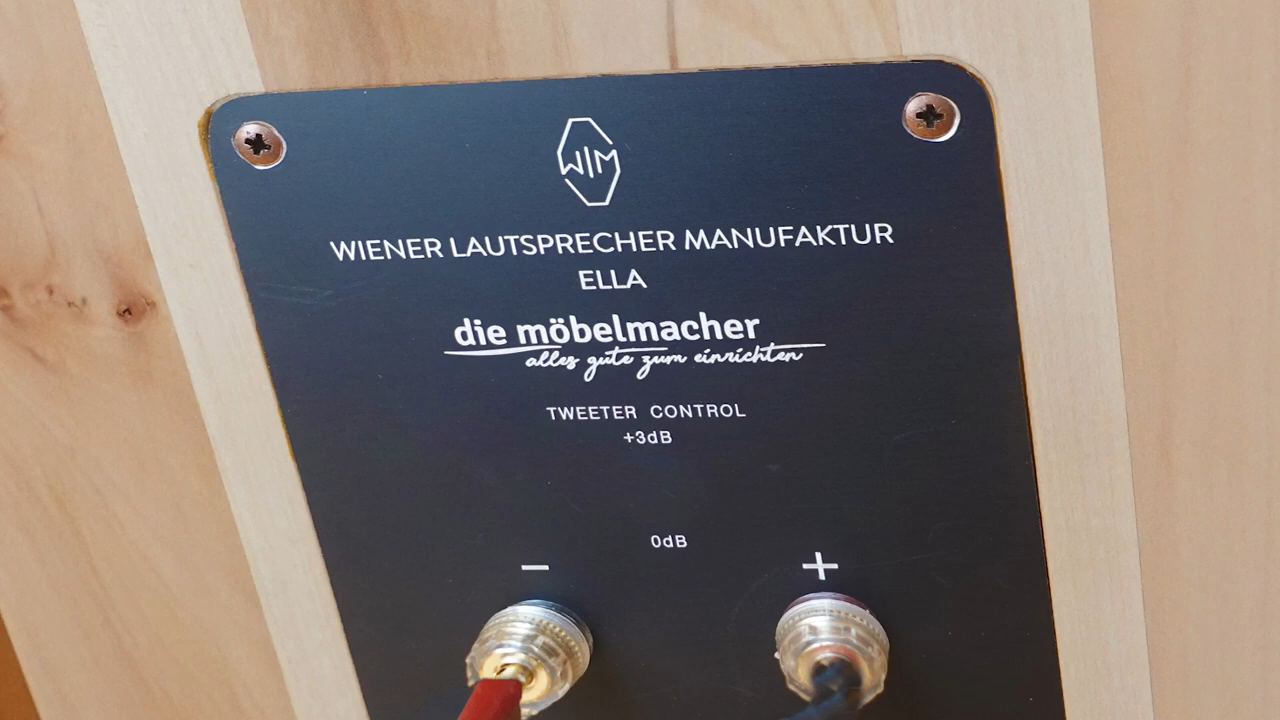 WLM
WIENER LAUTSPRECHER MANUFAKTUR
ELLA
die möbelmacher
alles gute zum einrichten
TWEETER CONTROL
+3dB
0dB
− +